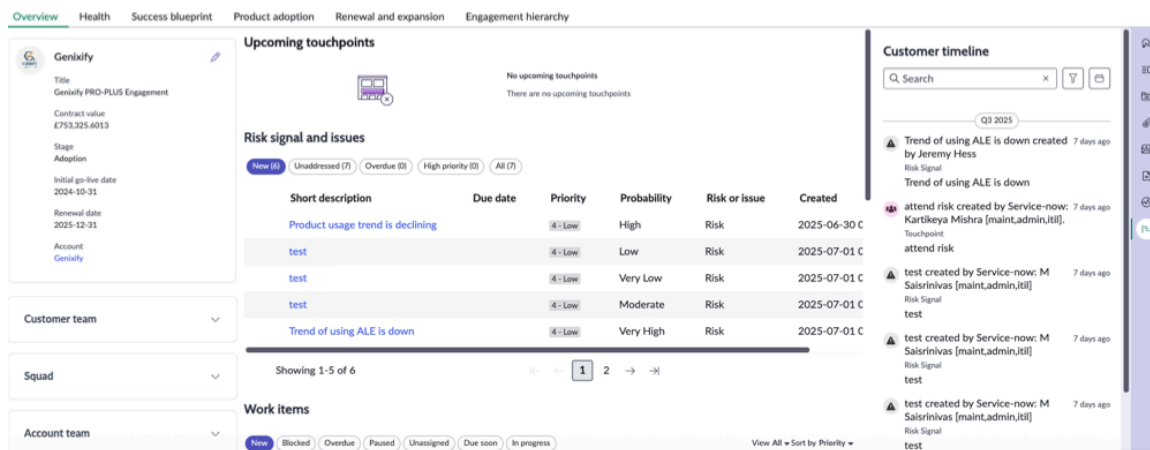 Overview Health Success blueprint Product adoption Renewal and expansion Engagement hierarchy
Genixify
Title
Genixify PRO-PLUS Engagement
Contract value
£753,325.6013
Stage
Adoption
Initial go-live date
2024-10-31
Renewal date
2025-12-31
Account
Genixify
Customer team
Squad
Account team
Upcoming touchpoints
No upcoming touchpoints
There are no upcoming touchpoints
Risk signal and issues
New (6) Unaddressed (7) Overdue (0) High priority (0) All (7)
Short description Due date Priority Probability Risk or issue Created
Product usage trend is declining 4 - Low High Risk 2025-06-30 0
test 4 - Low Low Risk 2025-07-01 0
test 4 - Low Very Low Risk 2025-07-01 0
test 4 - Low Moderate Risk 2025-07-01 0
Trend of using ALE is down 4 - Low Very High Risk 2025-07-01 0
Showing 1-5 of 6 1 2
Work items
New Blocked Overdue Paused Unassigned Due soon In progress View All Sort by Priority
Customer timeline
Search
Q3 2025
Trend of using ALE is down created 7 days ago
by Jeremy Hess
Risk Signal
Trend of using ALE is down
attend risk created by Service-now: 7 days ago
Kartikeya Mishra [maint,admin,itil].
Touchpoint
attend risk
test created by Service-now: M 7 days ago
Saisrinivas [maint,admin,itil]
Risk Signal
test
test created by Service-now: M 7 days ago
Saisrinivas [maint,admin,itil]
Risk Signal
test
test created by Service-now: M 7 days ago
Saisrinivas [maint,admin,itil]
Risk Signal
test